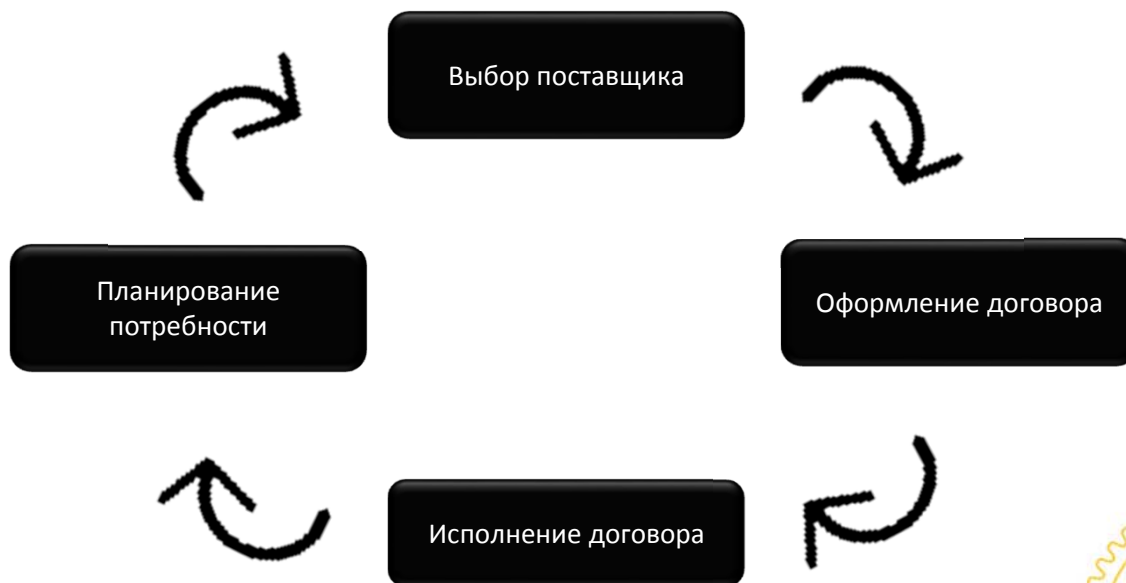 Выбор поставщика
Планирование
потребности
Оформление договора
Исполнение договора